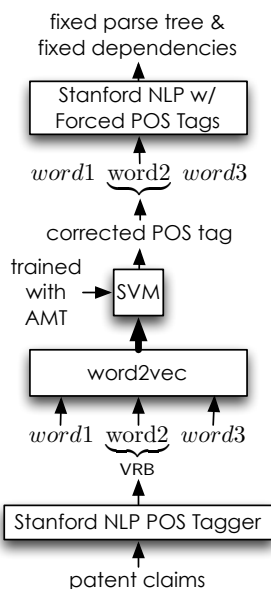 fixed parse tree &
fixed dependencies
Stanford NLP w/
Forced POS Tags
word1 word2 word3
corrected POS tag
trained
with
AMT
SVM
word2vec
word1 word2 word3
VRB
Stanford NLP POS Tagger
patent claims